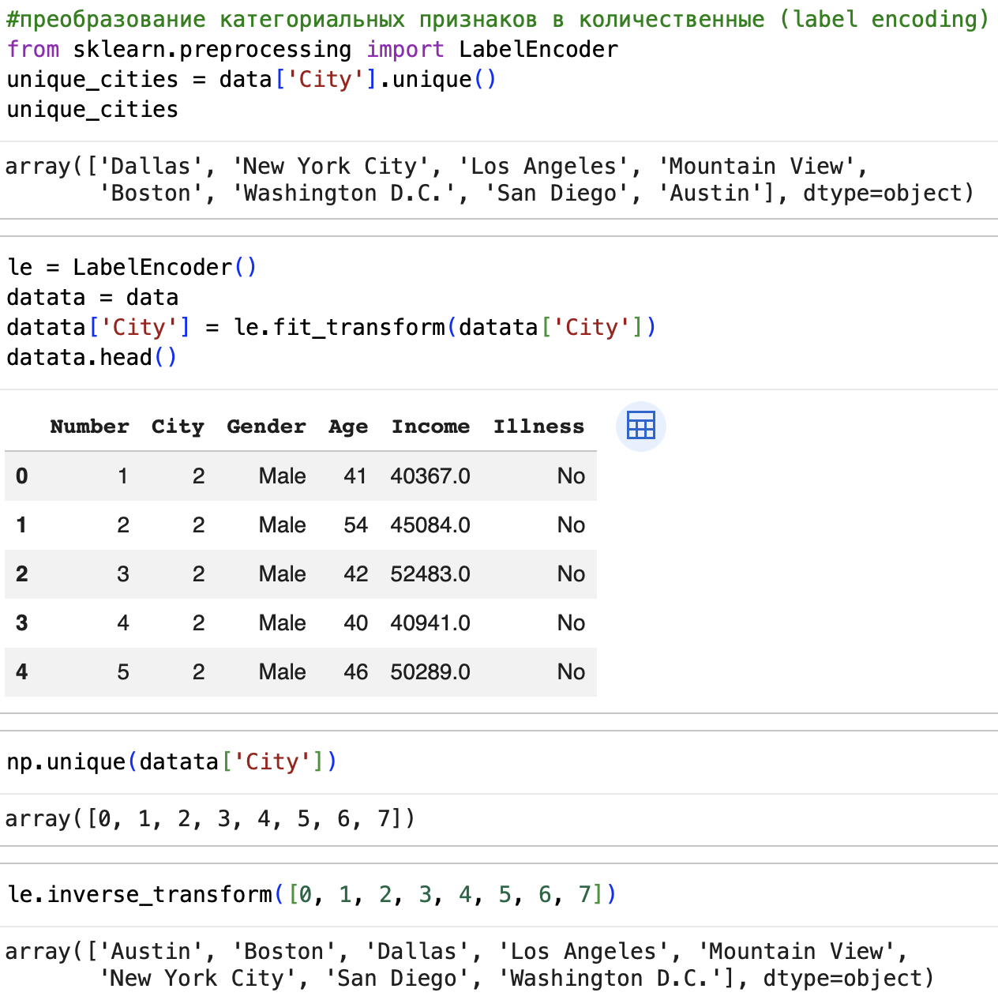 #преобразование категориальных признаков в количественные (label encoding)
from sklearn.preprocessing import LabelEncoder
unique_cities = data['City'].unique()
unique_cities
array(['Dallas', 'New York City', 'Los Angeles', 'Mountain View',
'Boston', 'Washington D.C.', 'San Diego', 'Austin'], dtype=object)
le = LabelEncoder()
datata = data
datata['City'] = le.fit_transform(datata['City'])
datata.head()
Number City Gender Age Income Illness
0 1 2 Male 41 40367.0 No
1 2 2 Male 54 45084.0 No
2 3 2 Male 42 52483.0 No
3 4 2 Male 40 40941.0 No
4 5 2 Male 46 50289.0 No
np.unique(datata['City'])
array([0, 1, 2, 3, 4, 5, 6, 7])
le.inverse_transform([0, 1, 2, 3, 4, 5, 6, 7])
array(['Austin', 'Boston', 'Dallas', 'Los Angeles', 'Mountain View',
'New York City', 'San Diego', 'Washington D.C.'], dtype=object)